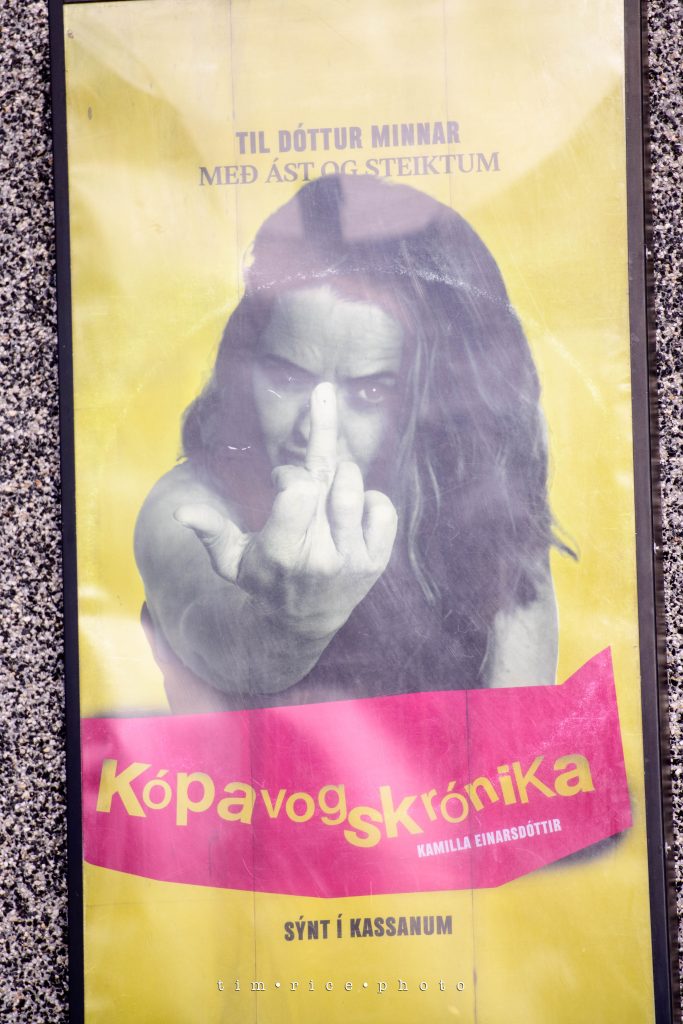 TIL DÓTTUR MINNAR
MEÐ ÁST OG STEIKTUM
Kópavogskrónika
KAMILLA EINARSDÓTTIR
SÝNT Í KASSANUM
tim•rice•photo